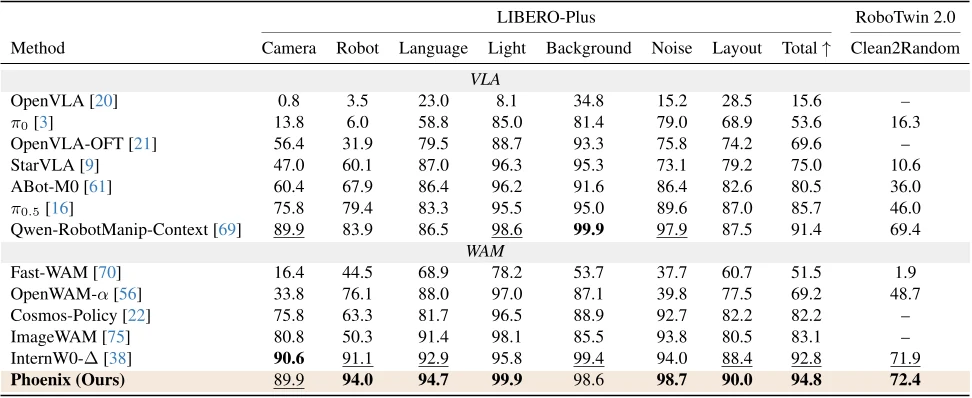 LIBERO-Plus RoboTwin 2.0
Method Camera Robot Language Light Background Noise Layout Total ↑ Clean2Random
VLA
OpenVLA [20] 0.8 3.5 23.0 8.1 34.8 15.2 28.5 15.6 –
π0 [3] 13.8 6.0 58.8 85.0 81.4 79.0 68.9 53.6 16.3
OpenVLA-OFT [21] 56.4 31.9 79.5 88.7 93.3 75.8 74.2 69.6 –
StarVLA [9] 47.0 60.1 87.0 96.3 95.3 73.1 79.2 75.0 10.6
ABot-M0 [61] 60.4 67.9 86.4 96.2 91.6 86.4 82.6 80.5 36.0
π0.5 [16] 75.8 79.4 83.3 95.5 95.0 89.6 87.0 85.7 46.0
Qwen-RobotManip-Context [69] 89.9 83.9 86.5 98.6 99.9 97.9 87.5 91.4 69.4
WAM
Fast-WAM [70] 16.4 44.5 68.9 78.2 53.7 37.7 60.7 51.5 1.9
OpenWAM-α [56] 33.8 76.1 88.0 97.0 87.1 39.8 77.5 69.2 48.7
Cosmos-Policy [22] 75.8 63.3 81.7 96.5 88.9 92.7 82.2 82.2 –
ImageWAM [75] 80.8 50.3 91.4 98.1 85.5 93.8 80.5 83.1 –
InternW0-Δ [38] 90.6 91.1 92.9 95.8 99.4 94.0 88.4 92.8 71.9
Phoenix (Ours) 89.9 94.0 94.7 99.9 98.6 98.7 90.0 94.8 72.4